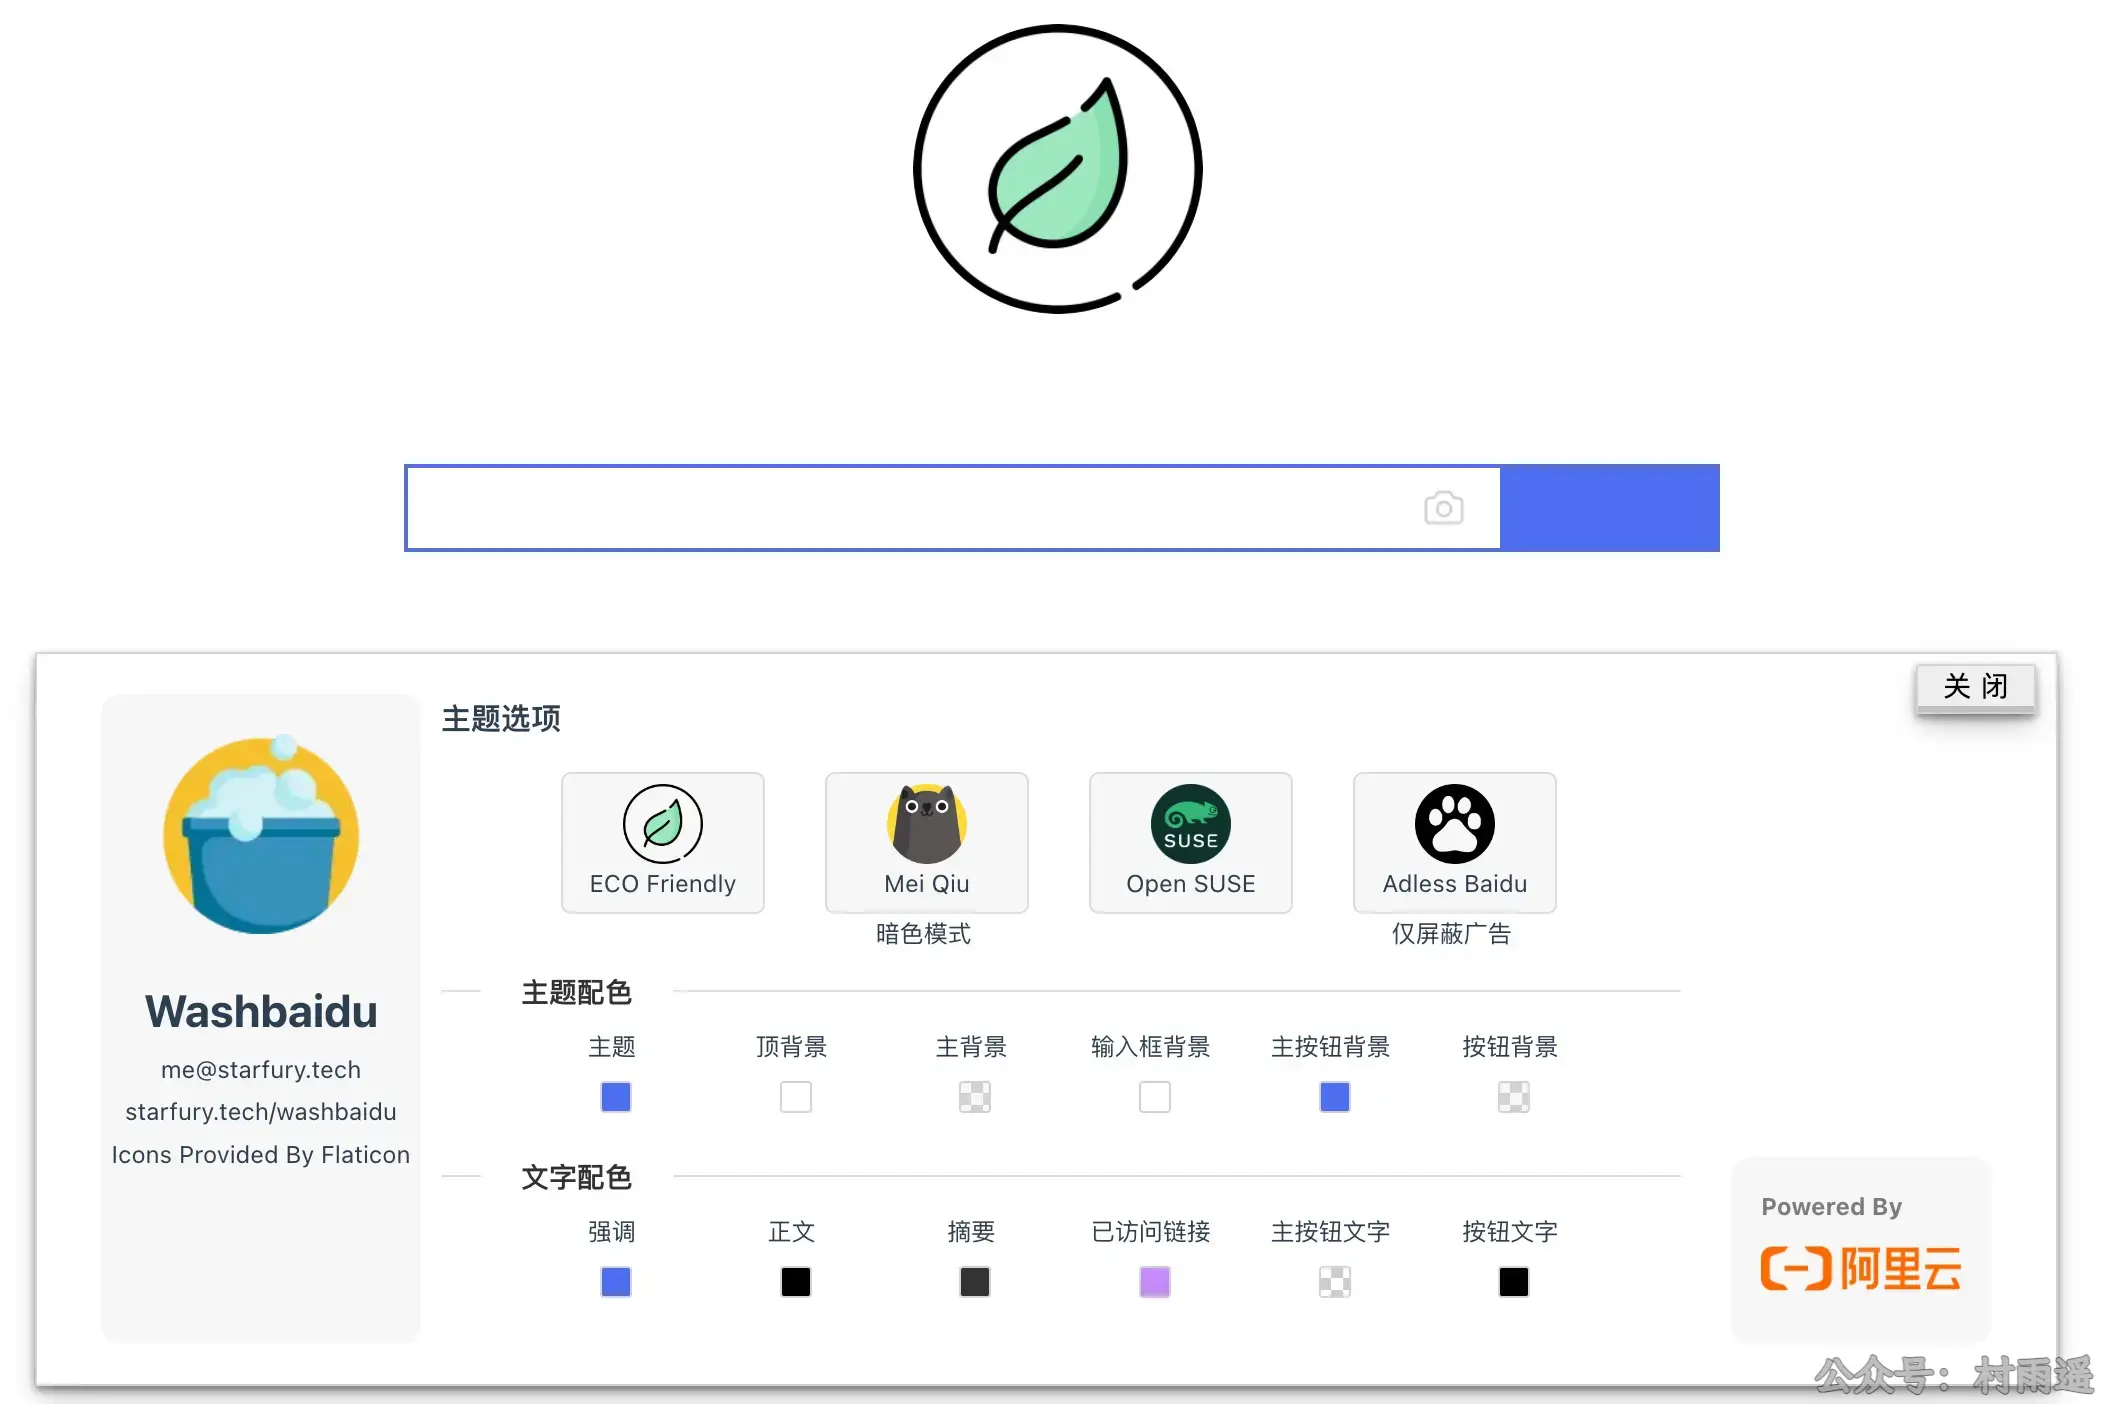 关 闭
主题选项
Washbaidu
me@starfury.tech
starfury.tech/washbaidu
Icons Provided By Flaticon
ECO Friendly
Mei Qiu
SUSE
Open SUSE
Adless Baidu
暗色模式
仅屏蔽广告
主题配色
主题 顶背景 主背景 输入框背景 主按钮背景 按钮背景
文字配色
强调 正文 摘要 已访问链接 主按钮文字 按钮文字
Powered By
阿里云
公众号：村雨遥